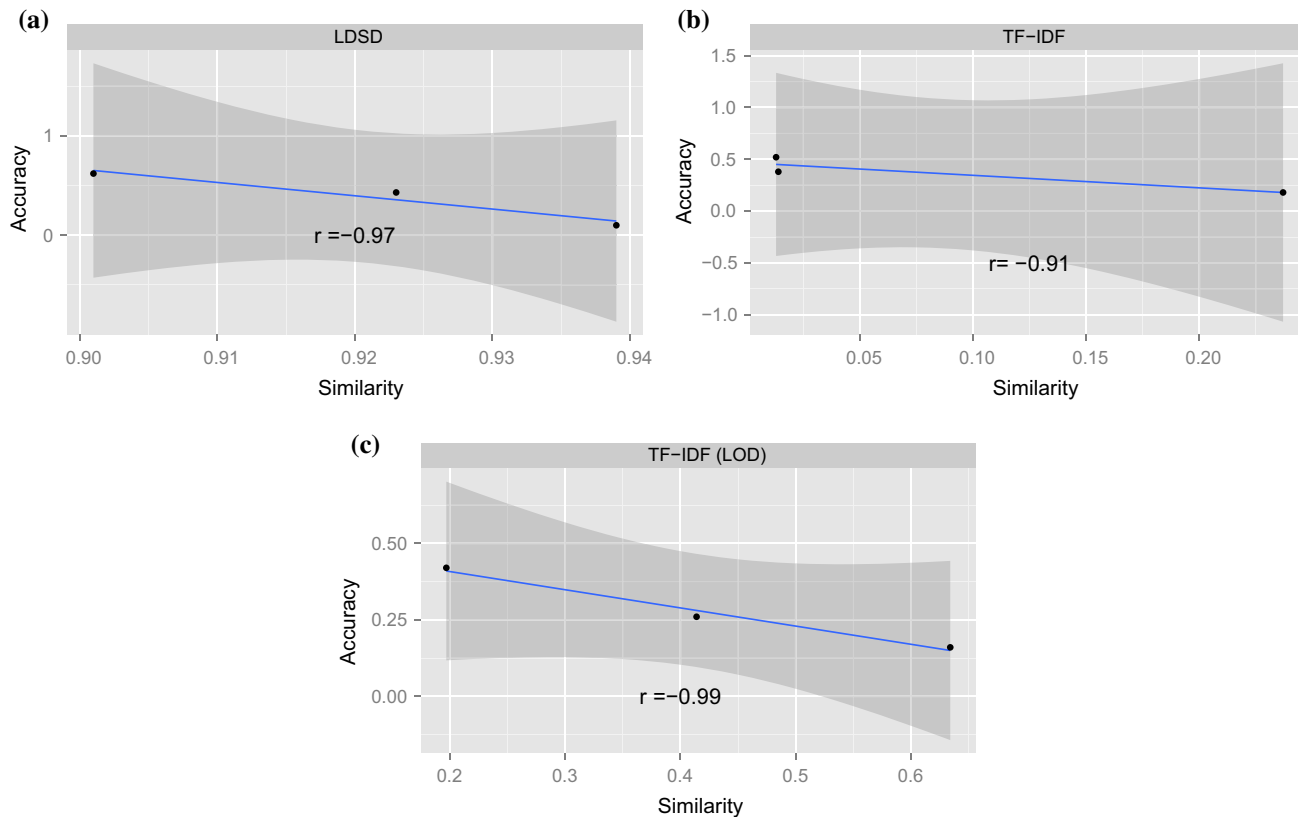 (a)
LDSD
1
0
Accuracy
r =−0.97
0.90 0.91 0.92 0.93 0.94
Similarity
(b)
TF−IDF
1.5
1.0
0.5
0.0
−0.5
−1.0
Accuracy
r= −0.91
0.05 0.10 0.15 0.20
Similarity
(c)
TF−IDF (LOD)
0.50
0.25
0.00
Accuracy
r =−0.99
0.2 0.3 0.4 0.5 0.6
Similarity